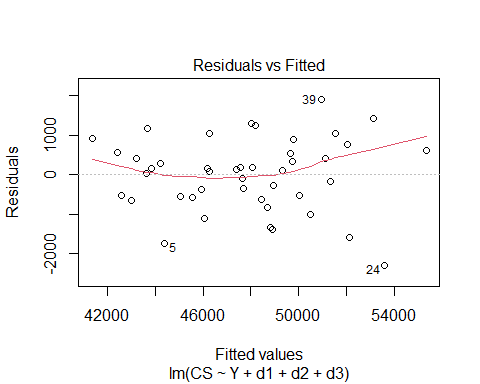 Residuals vs Fitted
Residuals
1000
0
-2000
39
5
24
42000 46000 50000 54000
Fitted values
lm(CS ~ Y + d1 + d2 + d3)